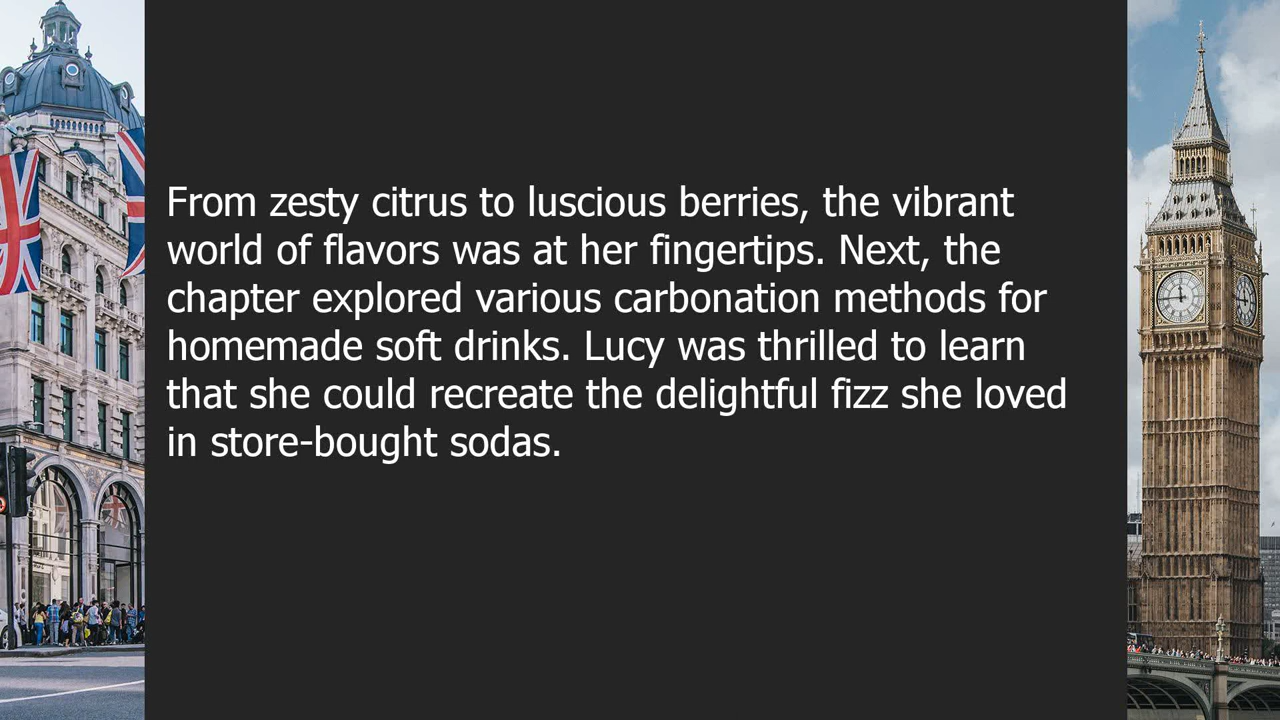 From zesty citrus to luscious berries, the vibrant
world of flavors was at her fingertips. Next, the
chapter explored various carbonation methods for
homemade soft drinks. Lucy was thrilled to learn
that she could recreate the delightful fizz she loved
in store-bought sodas.